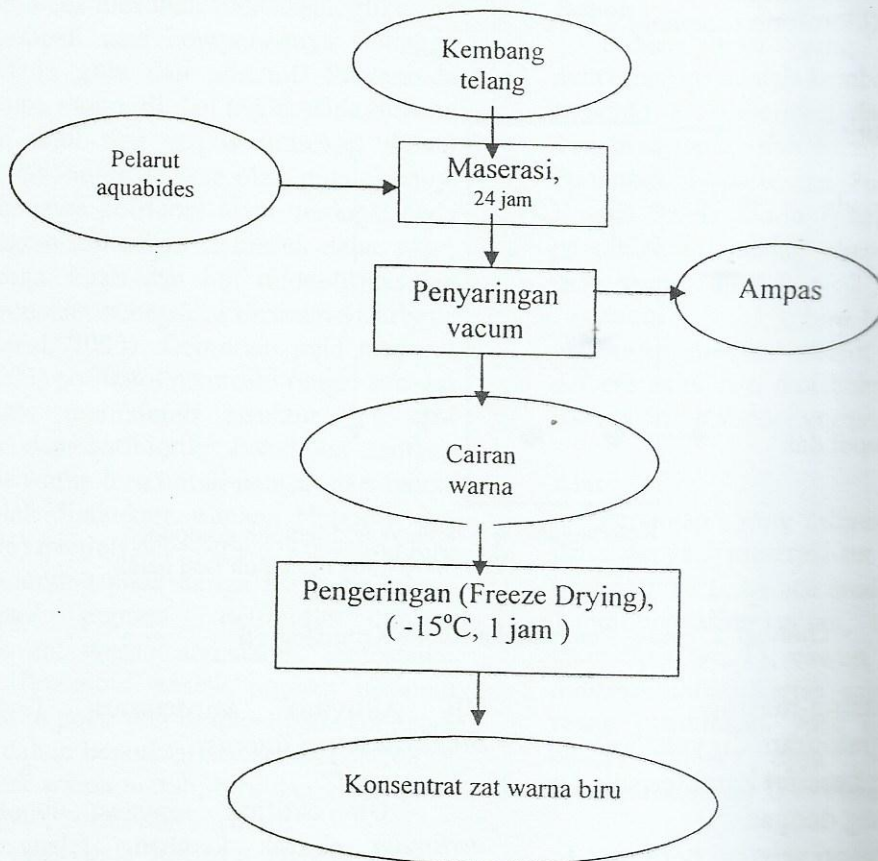 Kembang
telang
Pelarut
aquabides
Maserasi,
24 jam
Penyaringan
vacum
Ampas
Cairan
warna
Pengeringan (Freeze Drying),
( -15°C, 1 jam )
Konsentrat zat warna biru